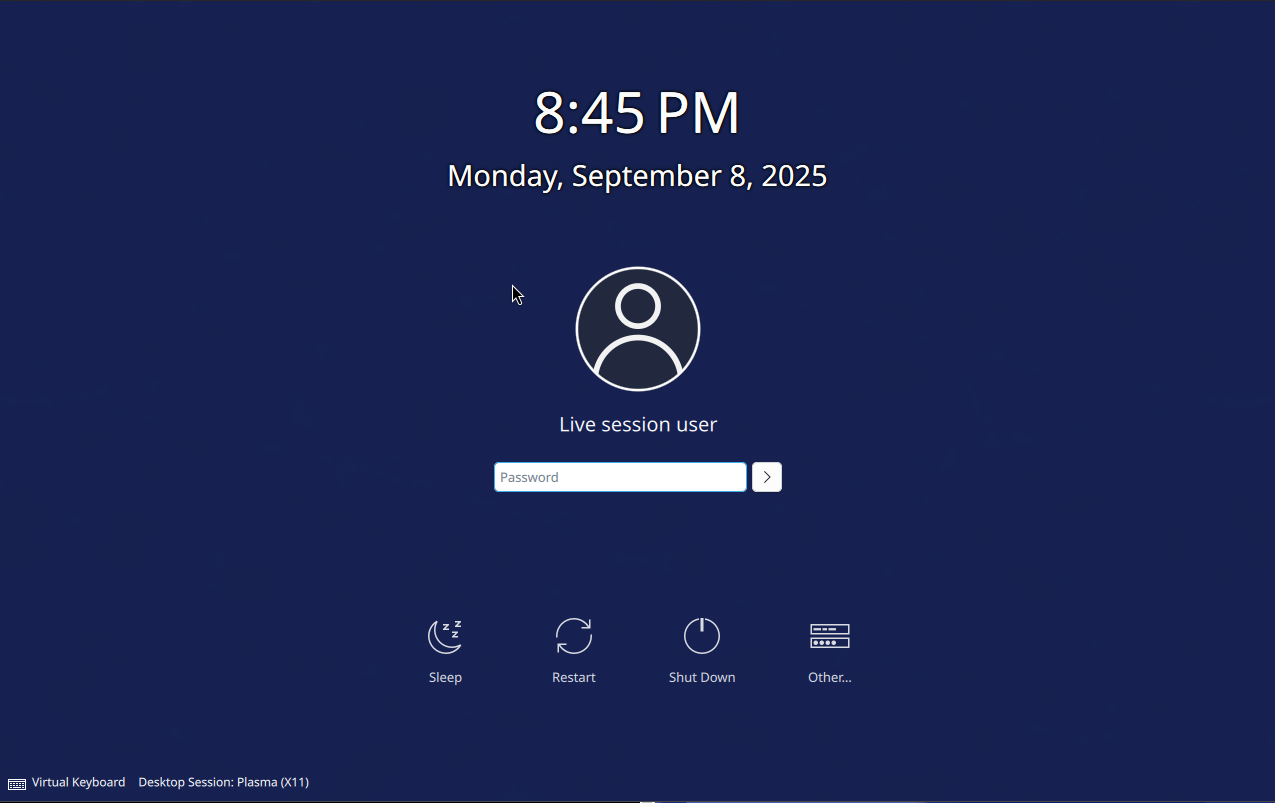 8:45 PM
Monday, September 8, 2025
Live session user
Password
Sleep
Restart
Shut Down
Other...
Virtual Keyboard
Desktop Session: Plasma (X11)